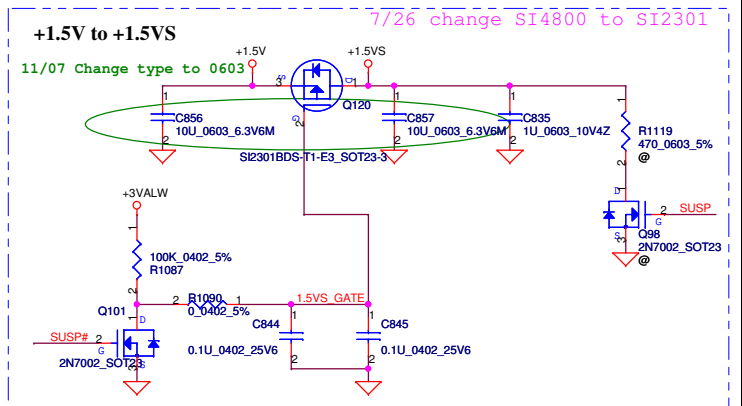 7/26 change SI4800 to SI2301
+1.5V to +1.5VS
+1.5V
+1.5VS
11/07 Change type to 0603
3
S
D
1
Q120
G
2
1
C856
10U_0603_6.3V6M
2
1
C857
10U_0603_6.3V6M
2
1
C835
1U_0603_10V4Z
2
1
R1119
470_0603_5%
@
2
SI2301BDS-T1-E3_SOT23-3
+3VALW
1
D
2
SUSP
G
S
3
Q98
2N7002_SOT23
@
1
100K_0402_5%
R1087
2
2
R1090
1
0_0402_5%
1.5VS_GATE
Q101
1
D
SUSP#
2
G
S
3
2N7002_SOT23
1
C844
0.1U_0402_25V6
2
1
C845
0.1U_0402_25V6
2